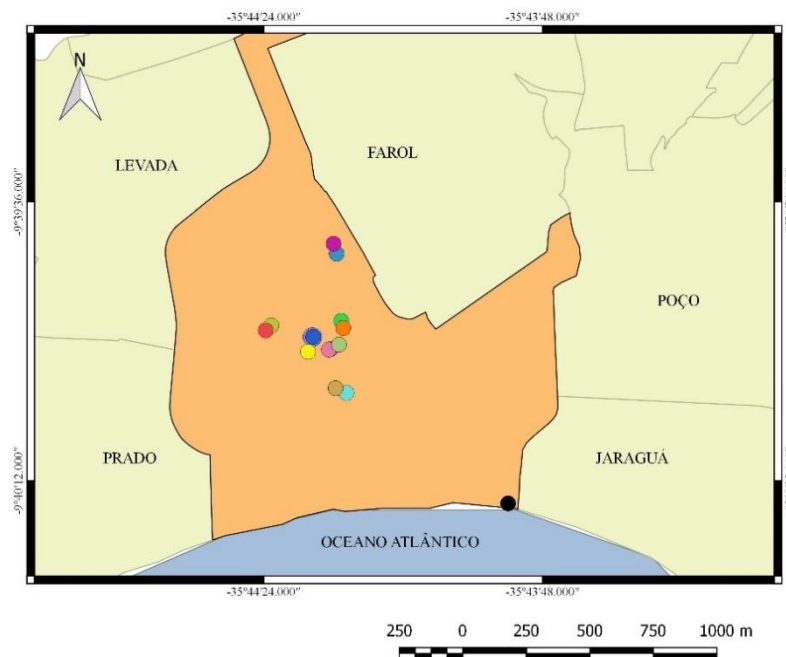 -35°44'24.000" -35°43'48.000"
N
FAROL
LEVADA
-9°39'36.000"
POÇO
PRADO
JARAGUÁ
-9°40'12.000"
OCEANO ATLÂNTICO
-35°44'24.000" -35°43'48.000"
250 0 250 500 750 1000 m